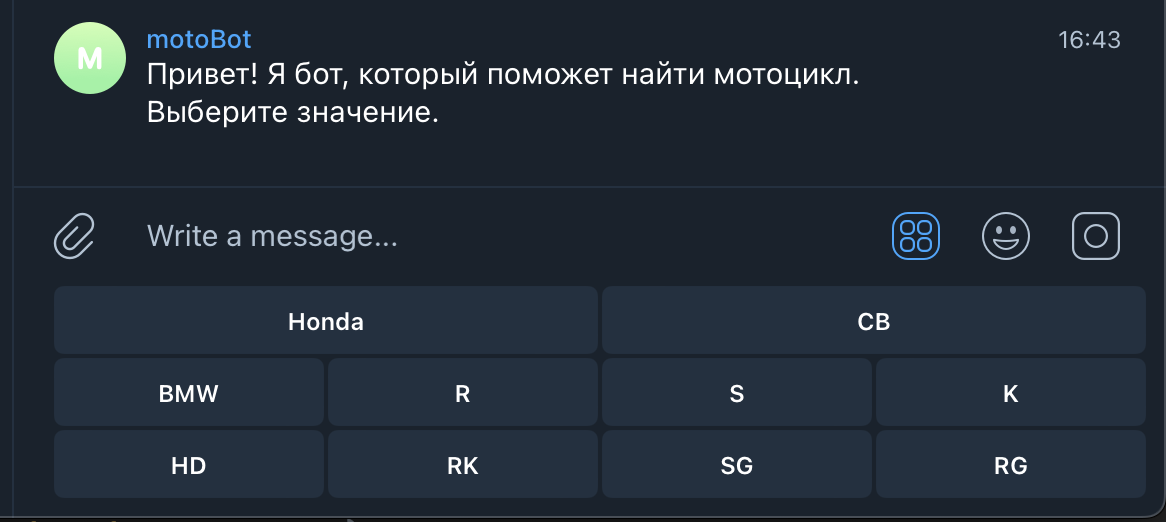 M
motoBot
16:43
Привет! Я бот, который поможет найти мотоцикл.
Выберите значение.
Write a message...
Honda CB
BMW R S K
HD RK SG RG